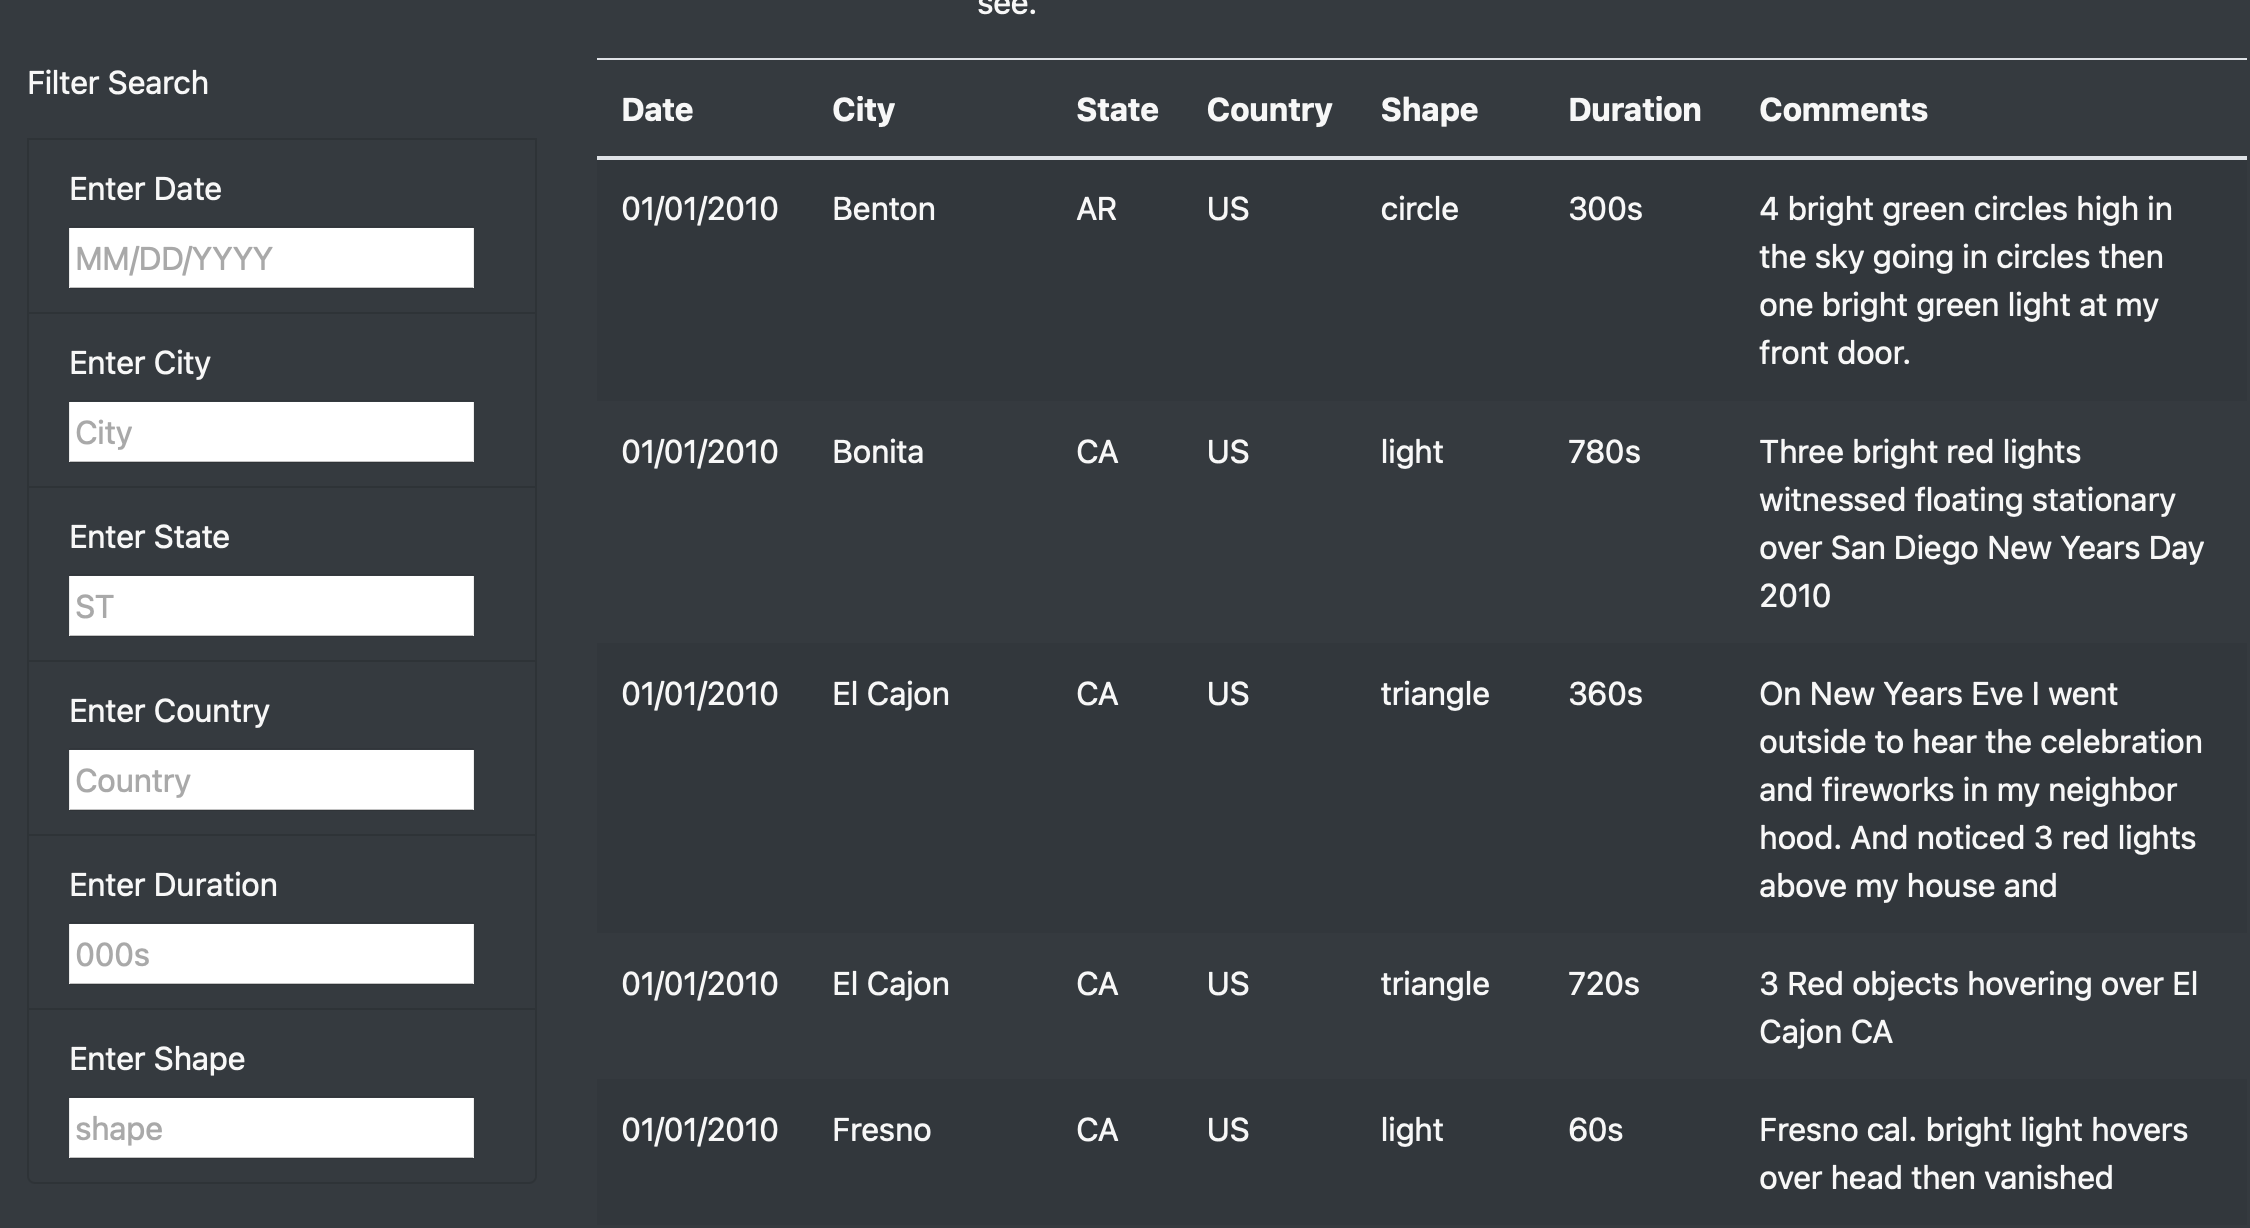 see.
Filter Search
Enter Date
MM/DD/YYYY
Enter City
City
Enter State
ST
Enter Country
Country
Enter Duration
000s
Enter Shape
shape
Date City State Country Shape Duration Comments
01/01/2010 Benton AR US circle 300s 4 bright green circles high in
the sky going in circles then
one bright green light at my
front door.
01/01/2010 Bonita CA US light 780s Three bright red lights
witnessed floating stationary
over San Diego New Years Day
2010
01/01/2010 El Cajon CA US triangle 360s On New Years Eve I went
outside to hear the celebration
and fireworks in my neighbor
hood. And noticed 3 red lights
above my house and
01/01/2010 El Cajon CA US triangle 720s 3 Red objects hovering over El
Cajon CA
01/01/2010 Fresno CA US light 60s Fresno cal. bright light hovers
over head then vanished